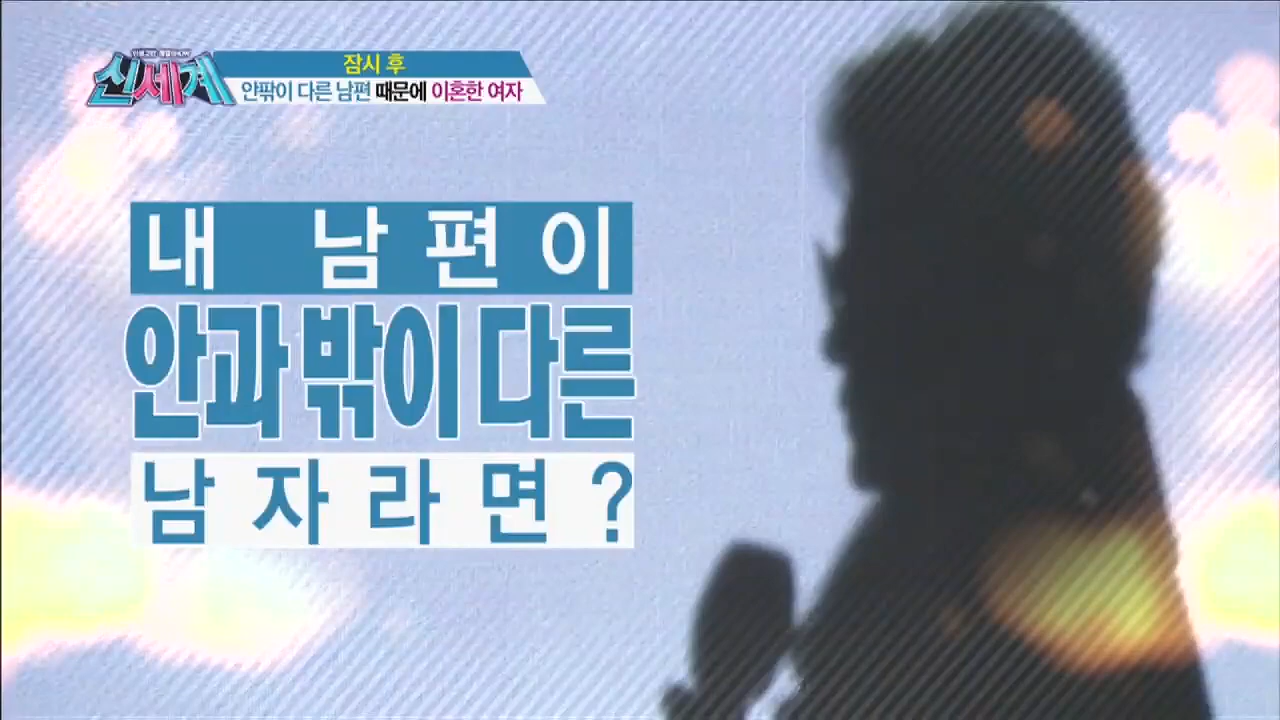 신세계
잠시 후
안팎이 다른 남편 때문에 이혼한 여자
내 남편이
안과 밖이 다른
남자라면?